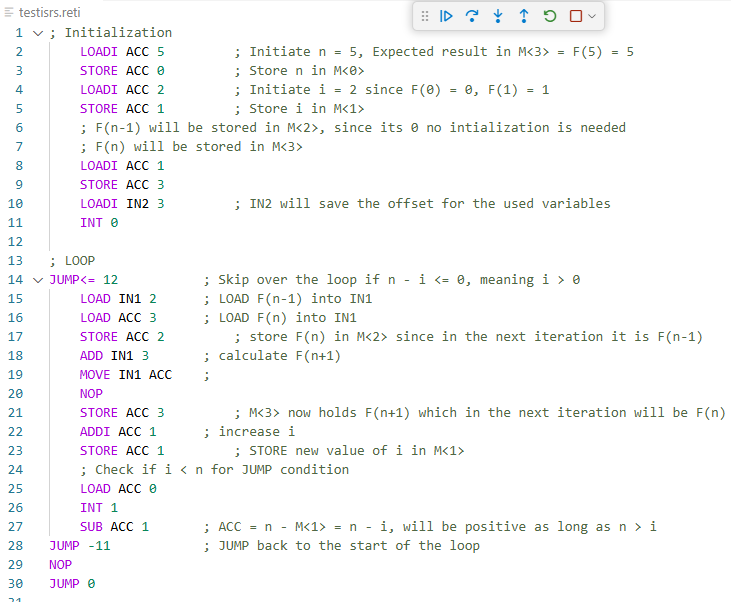 testisrs.reti
1 ; Initialization
2 LOADI ACC 5 ; Initiate n = 5, Expected result in M<3> = F(5) = 5
3 STORE ACC 0 ; Store n in M<0>
4 LOADI ACC 2 ; Initiate i = 2 since F(0) = 0, F(1) = 1
5 STORE ACC 1 ; Store i in M<1>
6 ; F(n-1) will be stored in M<2>, since its 0 no intialization is needed
7 ; F(n) will be stored in M<3>
8 LOADI ACC 1
9 STORE ACC 3
10 LOADI IN2 3 ; IN2 will save the offset for the used variables
11 INT 0
12
13 ; LOOP
14 JUMP<= 12 ; Skip over the loop if n - i <= 0, meaning i > 0
15 LOAD IN1 2 ; LOAD F(n-1) into IN1
16 LOAD ACC 3 ; LOAD F(n) into IN1
17 STORE ACC 2 ; store F(n) in M<2> since in the next iteration it is F(n-1)
18 ADD IN1 3 ; calculate F(n+1)
19 MOVE IN1 ACC ;
20 NOP
21 STORE ACC 3 ; M<3> now holds F(n+1) which in the next iteration will be F(n)
22 ADDI ACC 1 ; increase i
23 STORE ACC 1 ; STORE new value of i in M<1>
24 ; Check if i < n for JUMP condition
25 LOAD ACC 0
26 INT 1
27 SUB ACC 1 ; ACC = n - M<1> = n - i, will be positive as long as n > i
28 JUMP -11 ; JUMP back to the start of the loop
29 NOP
30 JUMP 0
31